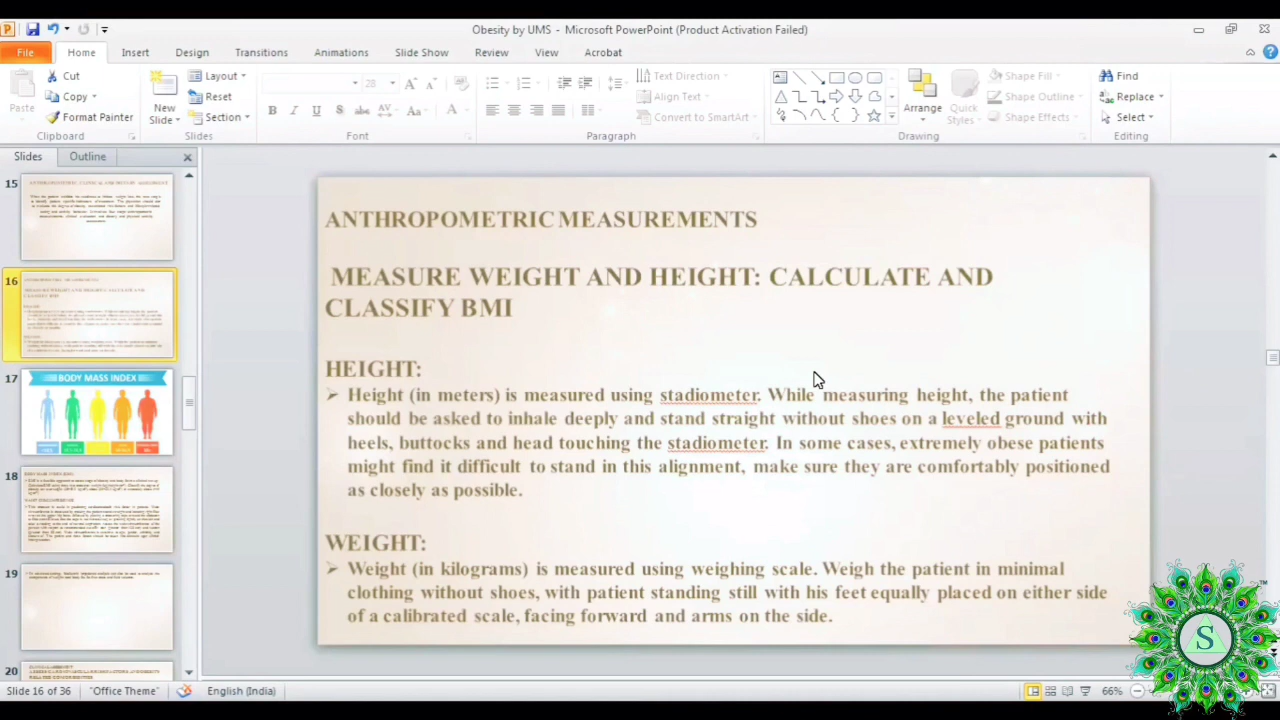 Obesity by UMS - Microsoft PowerPoint (Product Activation Failed)
File Home Insert Design Transitions Animations Slide Show Review View Acrobat
Cut
Copy
Format Painter
Paste
Clipboard
New Slide
Layout
Reset
Section
Slides
28
Font
Text Direction
Align Text
Convert to SmartArt
Paragraph
Arrange
Quick Styles
Shape Fill
Shape Outline
Shape Effects
Drawing
Find
Replace
Select
Editing
Slides Outline
15
16
17
BODY MASS INDEX
18
19
20
ANTHROPOMETRIC MEASUREMENTS
MEASURE WEIGHT AND HEIGHT : CALCULATE AND
CLASSIFY BMI
HEIGHT:
Height (in meters) is measured using stadiometer. While measuring height, the patient
should be asked to inhale deeply and stand straight without shoes on a leveled ground with
heels, buttocks and head touching the stadiometer. In some cases, extremely obese patients
might find it difficult to stand in this alignment make sure they are comfortably positioned
as closely as possible.
WEIGHT:
Weight (in kilograms) is measured using weighing scale. Weigh the patient in minimal
clothing without shoes, with patient standing still with his feet equally placed on either side
of a calibrated scale, facing forward and arms on the side.
S
TM
Slide 16 of 36 "Office Theme" English (India) 66%